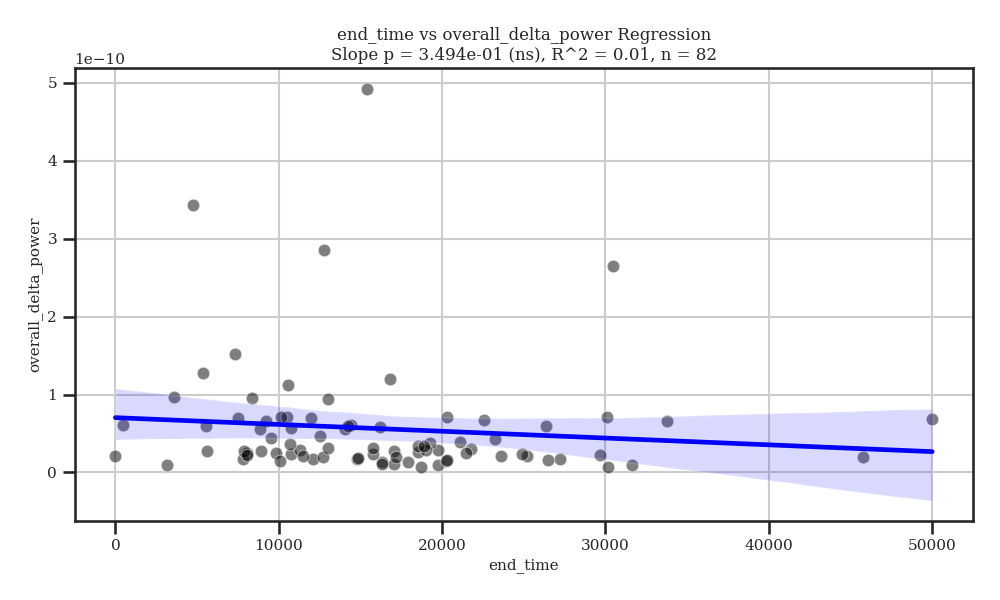 end_time vs overall_delta_power Regression
Slope p = 3.494e-01 (ns), R^2 = 0.01, n = 82
1e−10
5
4
3
2
1
0
overall_delta_power
0
10000
20000
30000
40000
50000
end_time